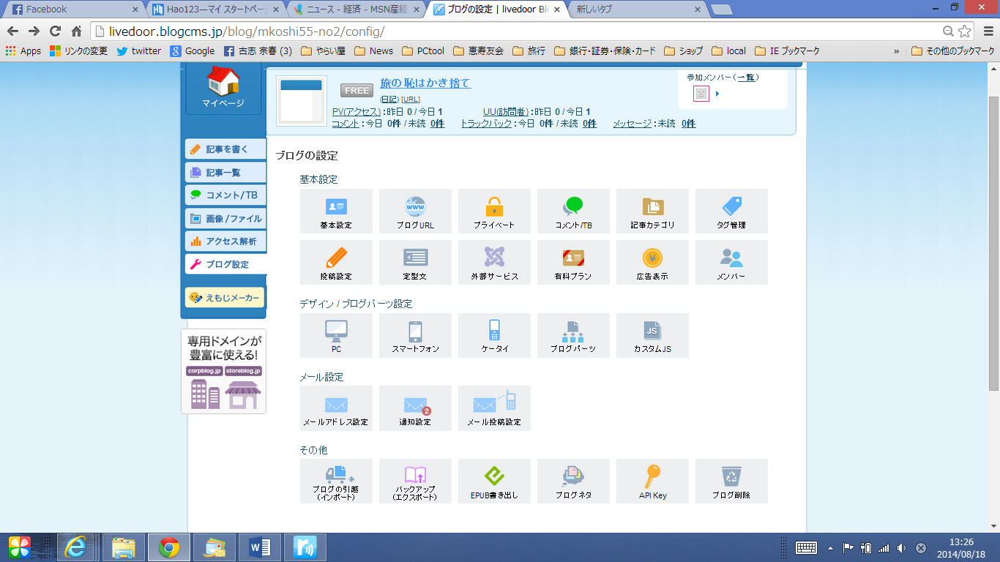 Facebook
Hao123—マイ スタートペー
ニュース - 経済 - MSN産経
ブログの設定 | livedoor Bl
新しいタブ
livedoor.blogcms.jp/blog/mkoshi55-no2/config/
Apps リンクの変更 twitter Google 古志 宗春 (3) やらい屋 News PCtool 恵寿友会 旅行 銀行・証券・保険・カード ショップ local IE ブックマーク » その他のブックマーク
マイページ
FREE 旅の恥はかき捨て
(日記) [URL]
PV(アクセス) : 昨日 0 / 今日 1 UU(訪問者) : 昨日 0 / 今日 1
コメント : 今日 0件 / 未読 0件 トラックバック : 今日 0件 / 未読 0件 メッセージ : 未読 0件
参加メンバー(一覧)
記事を書く
記事一覧
コメント/TB
画像/ファイル
アクセス解析
ブログ設定
えもじメーカー
専用ドメインが
豊富に使える!
corpblog.jp storeblog.jp
ブログの設定
基本設定
基本設定 ブログURL プライベート コメント/TB 記事カテゴリ タグ管理
投稿設定 定型文 外部サービス 有料プラン 広告表示 メンバー
デザイン / ブログパーツ設定
PC スマートフォン ケータイ ブログパーツ カスタムJS
メール設定
メールアドレス設定 通知設定 メール投稿設定
その他
ブログの引越
(インポート)
バックアップ
(エクスポート)
EPUB書き出し ブログネタ API Key ブログ削除
13:26
2014/08/18